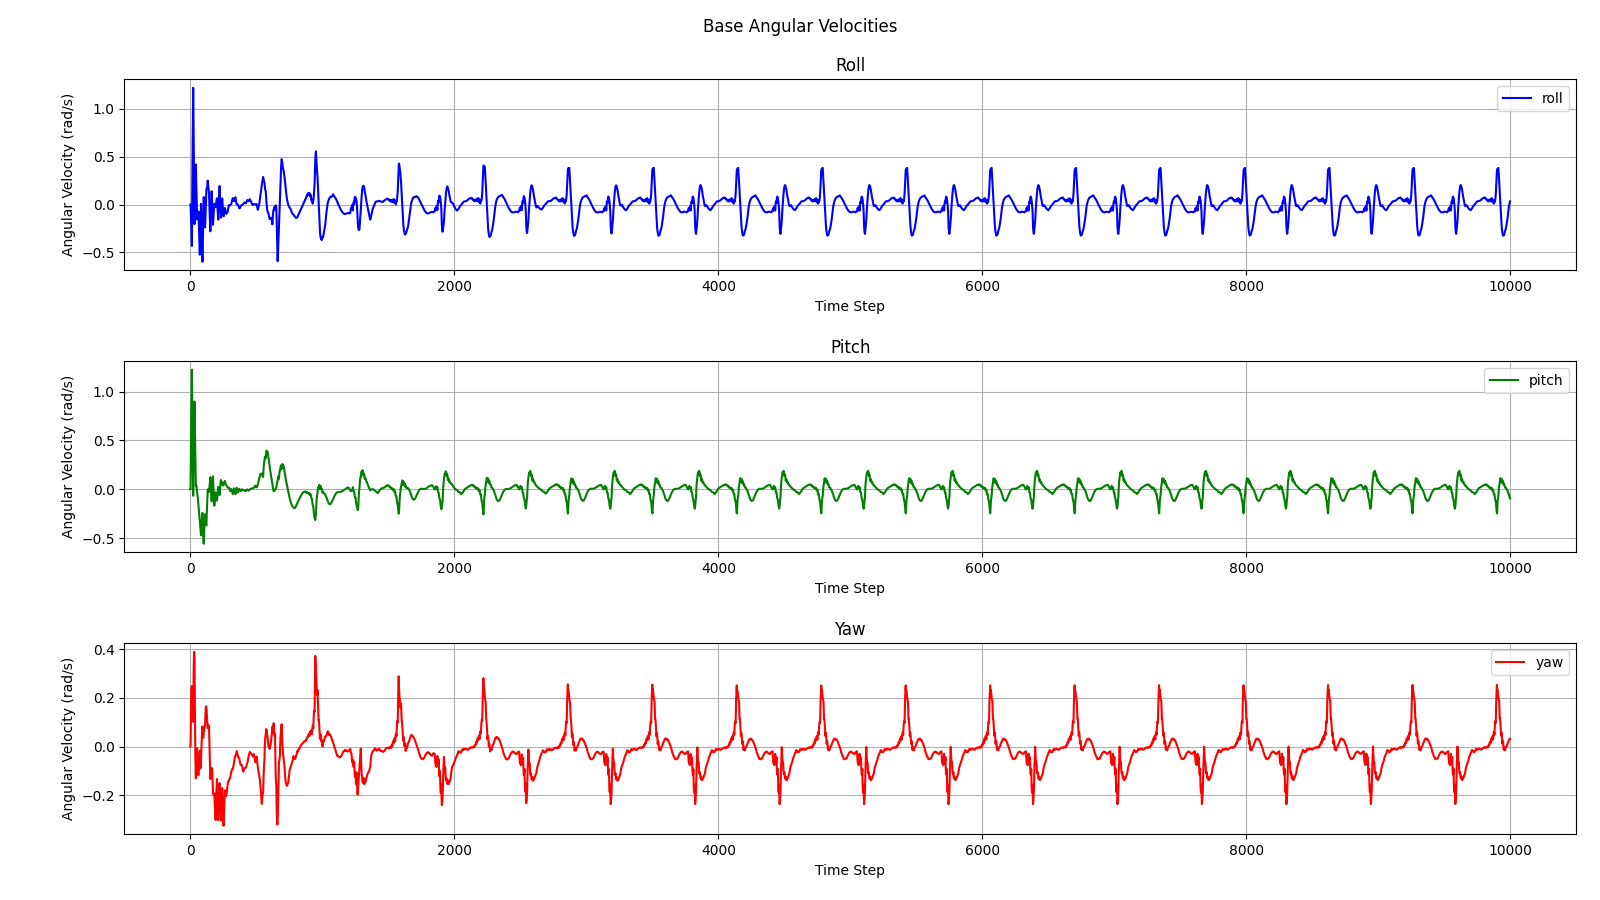 Base Angular Velocities
Roll
Angular Velocity (rad/s)
1.0
0.5
0.0
−0.5
roll
0 2000 4000 6000 8000 10000
Time Step
Pitch
Angular Velocity (rad/s)
1.0
0.5
0.0
−0.5
pitch
0 2000 4000 6000 8000 10000
Time Step
Yaw
Angular Velocity (rad/s)
0.4
0.2
0.0
−0.2
yaw
0 2000 4000 6000 8000 10000
Time Step